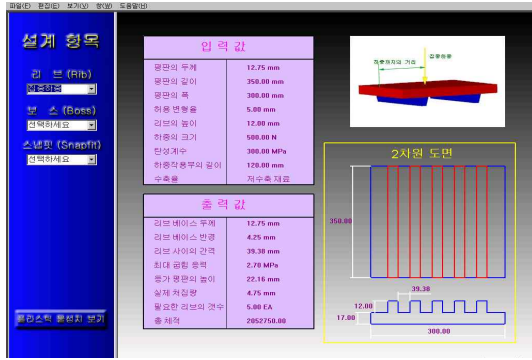 파일(F) 편집(E) 보기(V) 창(W) 도움말(H)
설계 항목
리 브 (Rib)
집중하중
보 스 (Boss)
선택하세요
스냅핏 (Snapfit)
선택하세요
플라스틱 물성치 보기
입 력 값
평판의 두께 12.75 mm
평판의 길이 350.00 mm
평판의 폭 300.00 mm
허용 변형율 5.00 mm
리브의 높이 12.00 mm
하중의 크기 500.00 N
탄성계수 300.00 MPa
하중작용부의 길이 120.00 mm
수축율 저수축 재료
출 력 값
리브 베이스 두께 12.75 mm
리브 베이스 반경 4.25 mm
리브 사이의 간격 39.38 mm
최대 굽힘 응력 2.70 MPa
등가 평판의 높이 22.16 mm
실제 처짐량 4.75 mm
필요한 리브의 갯수 5.00 EA
총 체적 2052750.00
집중하중
2차원 도면
350.00
39.38
12.00
17.00
300.00